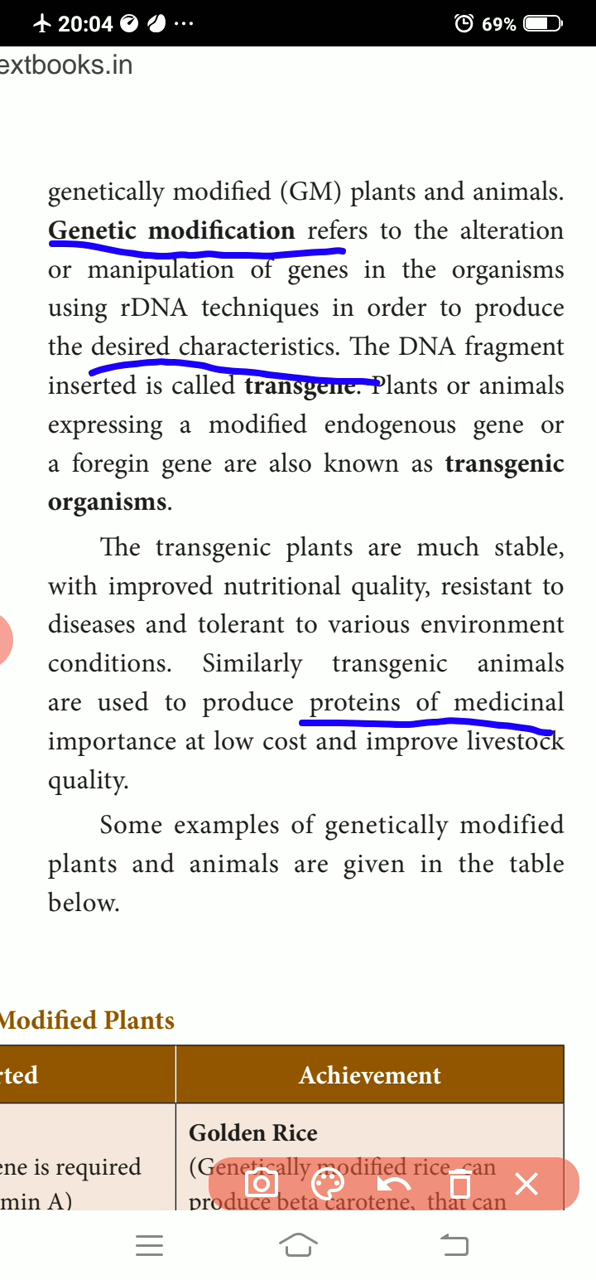 20:04 ... 69%
extbooks.in
genetically modified (GM) plants and animals.
Genetic modification refers to the alteration
or manipulation of genes in the organisms
using rDNA techniques in order to produce
the desired characteristics. The DNA fragment
inserted is called transgene. Plants or animals
expressing a modified endogenous gene or
a foregin gene are also known as transgenic
organisms.
The transgenic plants are much stable,
with improved nutritional quality, resistant to
diseases and tolerant to various environment
conditions. Similarly transgenic animals
are used to produce proteins of medicinal
importance at low cost and improve livestock
quality.
Some examples of genetically modified
plants and animals are given in the table
below.
Modified Plants
rted Achievement
Golden Rice
ene is required (Genetically modified rice can
min A) produce beta carotene, that can